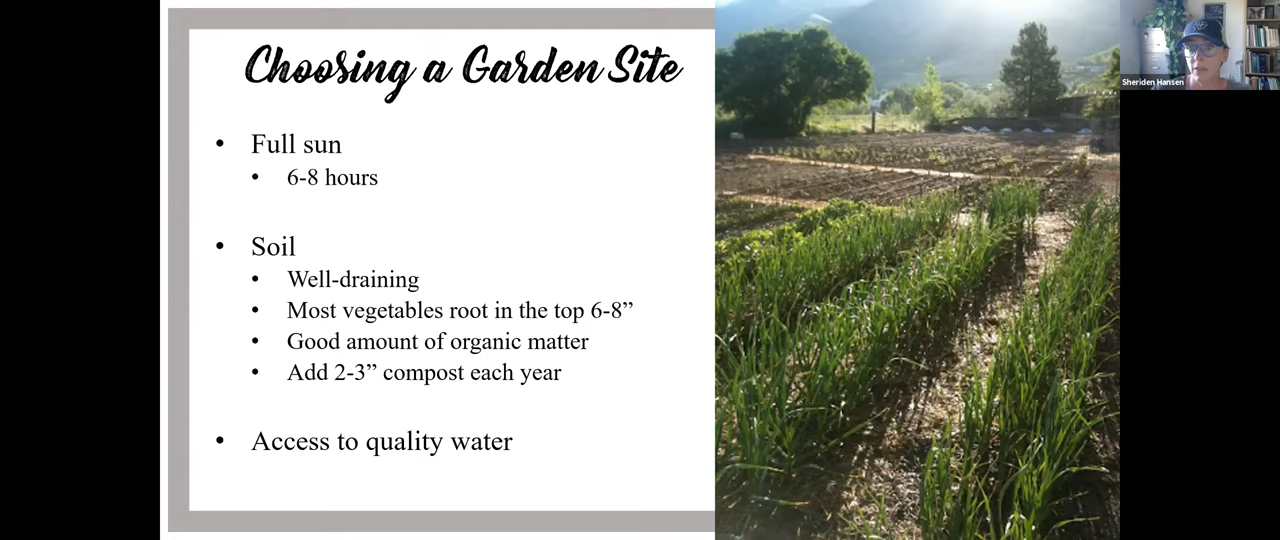 Choosing a Garden Site
• Full sun
• 6-8 hours
• Soil
• Well-draining
• Most vegetables root in the top 6-8”
• Good amount of organic matter
• Add 2-3” compost each year
• Access to quality water
Sheriden Hansen